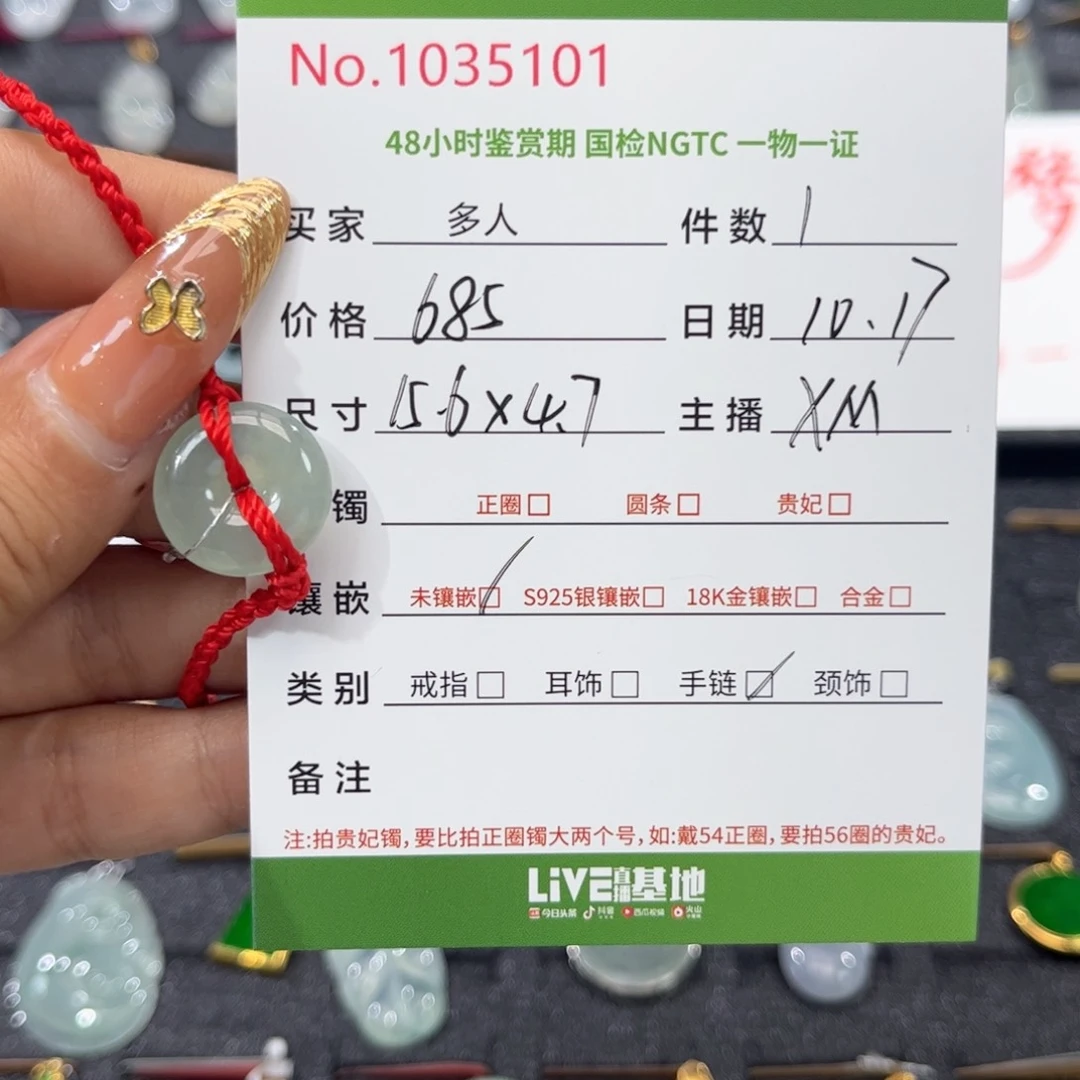 No.1035101
48小时鉴赏期 国检NGTC 一物一证
买家 多人 件数 1
价格 685 日期 10.17
尺寸 15.6×4.7 主播 XM
镯 正圈□ 圆条□ 贵妃□
镶嵌 未镶嵌□ S925银镶嵌□ 18K金镶嵌□ 合金□
类别 戒指□ 耳饰□ 手链□ 颈饰□
备注
注:拍贵妃镯,要比拍正圈镯大两个号,如:戴54正圈,要拍56圈的贵妃。
LiVE直播基地
今日头条 抖音 西瓜视频 火山